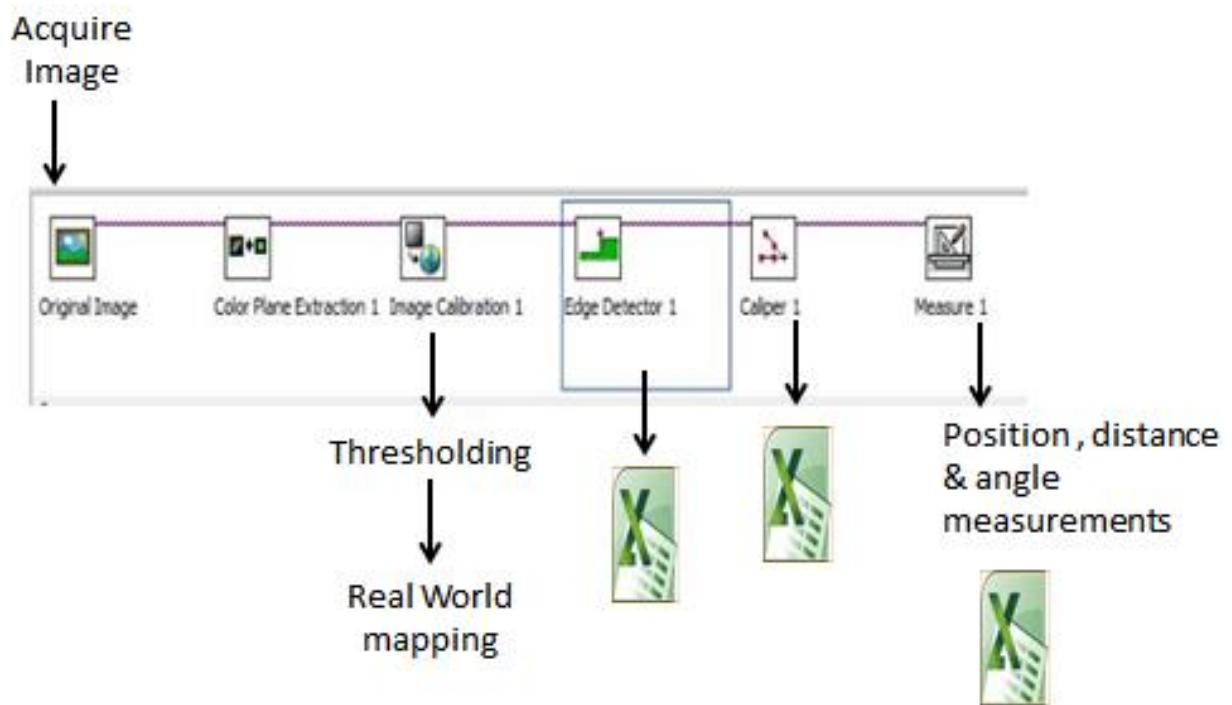 Acquire
Image
Original Image
Color Plane Extraction 1
Image Calibration 1
Edge Detector 1
Caliper 1
Measure 1
Thresholding
Real World
mapping
Position , distance
& angle
measurements